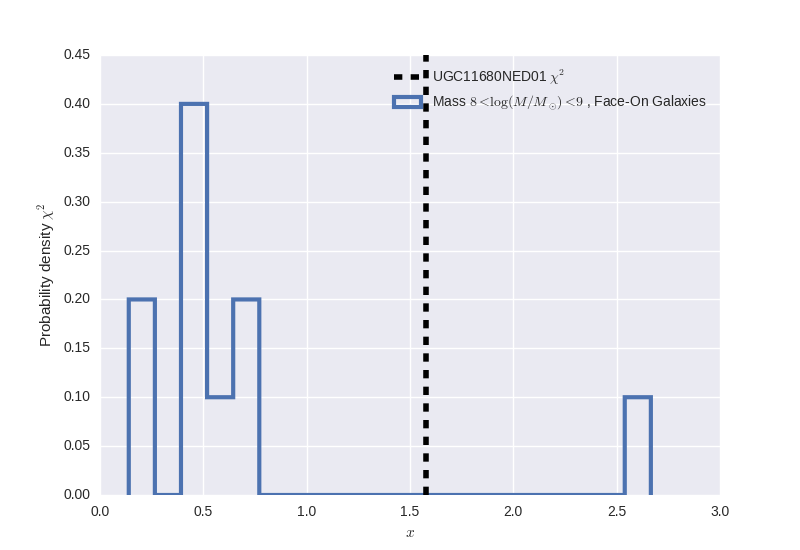 0.45
0.40
0.35
0.30
0.25
0.20
0.15
0.10
0.05
0.00
Probability density χ²
UGC11680NED01 χ²
Mass 8<log(M/M☉)<9 , Face-On Galaxies
0.0 0.5 1.0 1.5 2.0 2.5 3.0
x